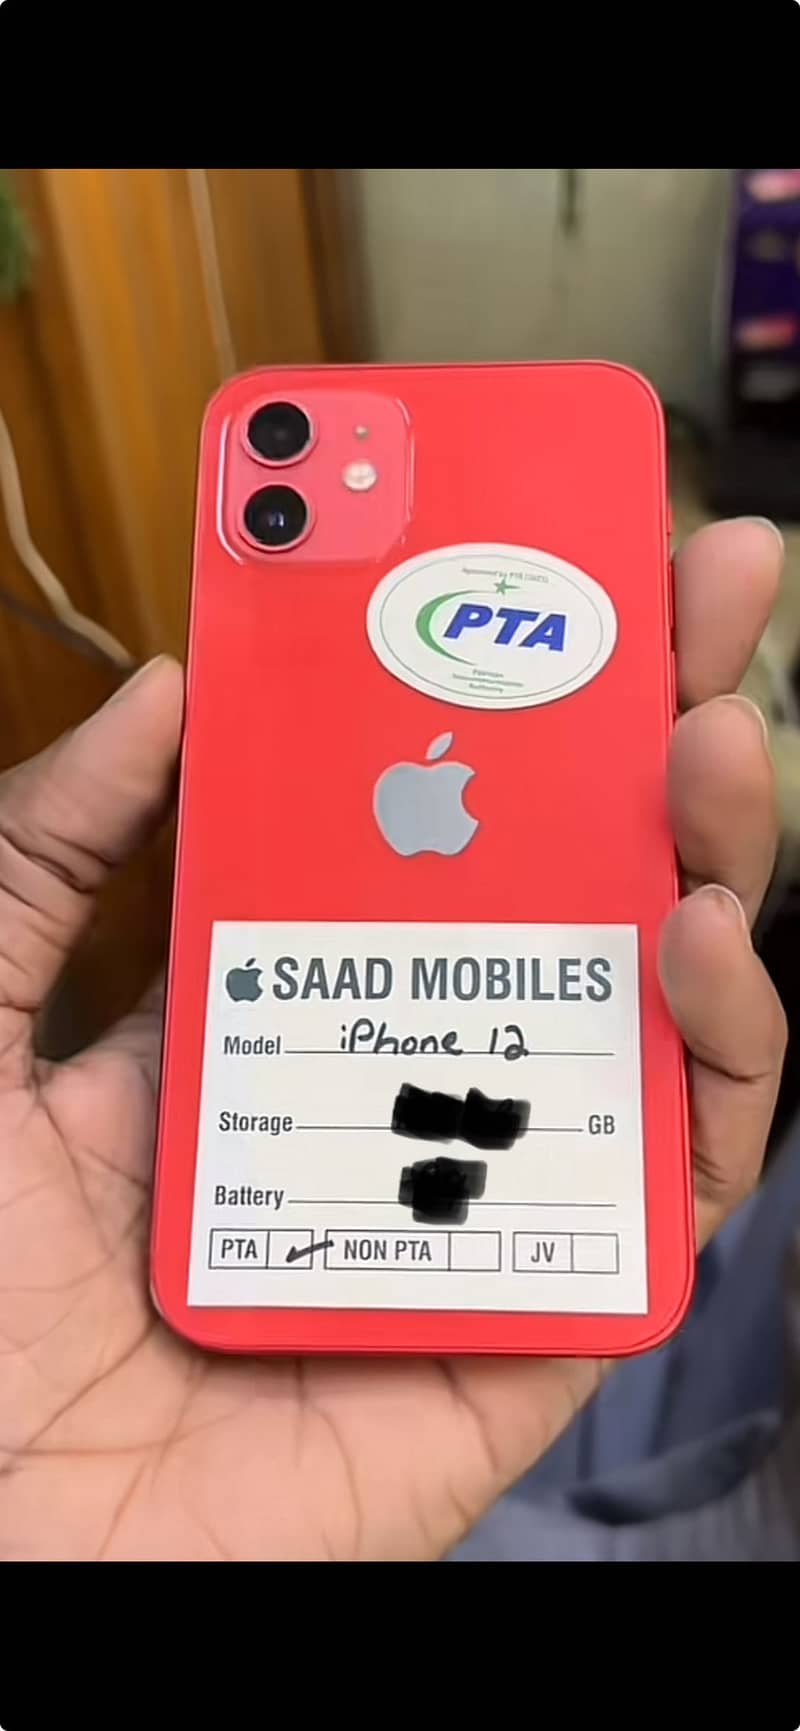 PTA
SAAD MOBILES
Model iPhone 12
Storage GB
Battery
PTA NON PTA JV